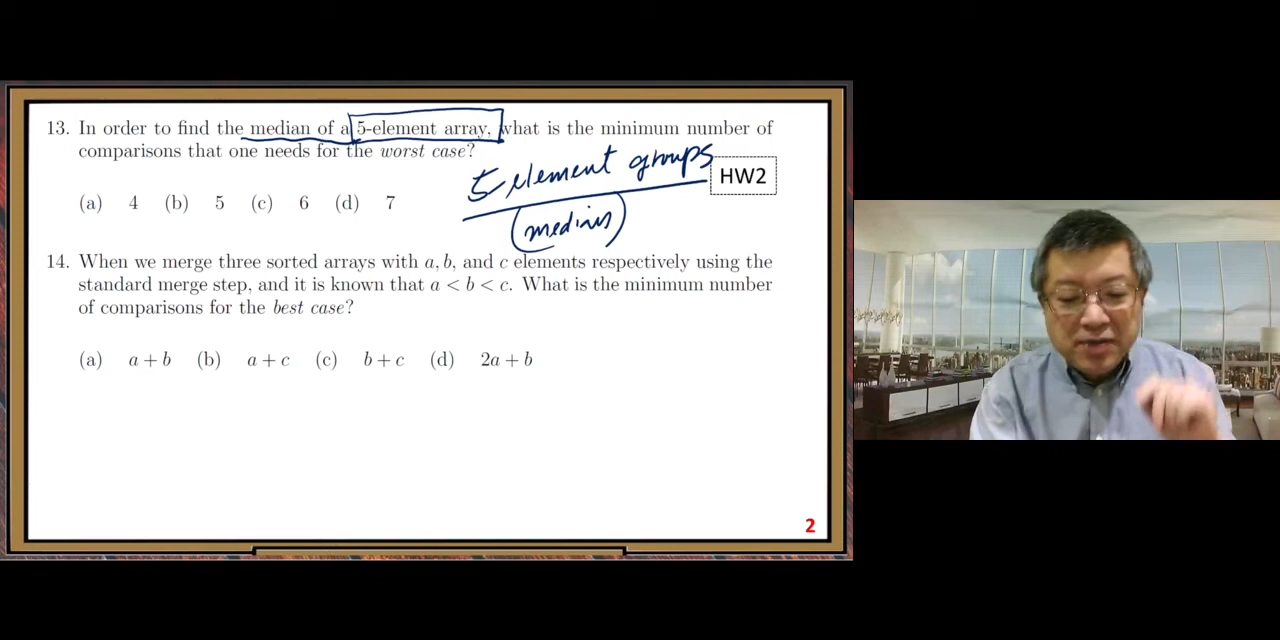 13. In order to find the median of a 5-element array, what is the minimum number of
comparisons that one needs for the worst case?
5 element groups
HW2
(a) 4 (b) 5 (c) 6 (d) 7
(medians)
14. When we merge three sorted arrays with a, b, and c elements respectively using the
standard merge step, and it is known that a < b < c. What is the minimum number
of comparisons for the best case?
(a) a + b (b) a + c (c) b + c (d) 2a + b
2